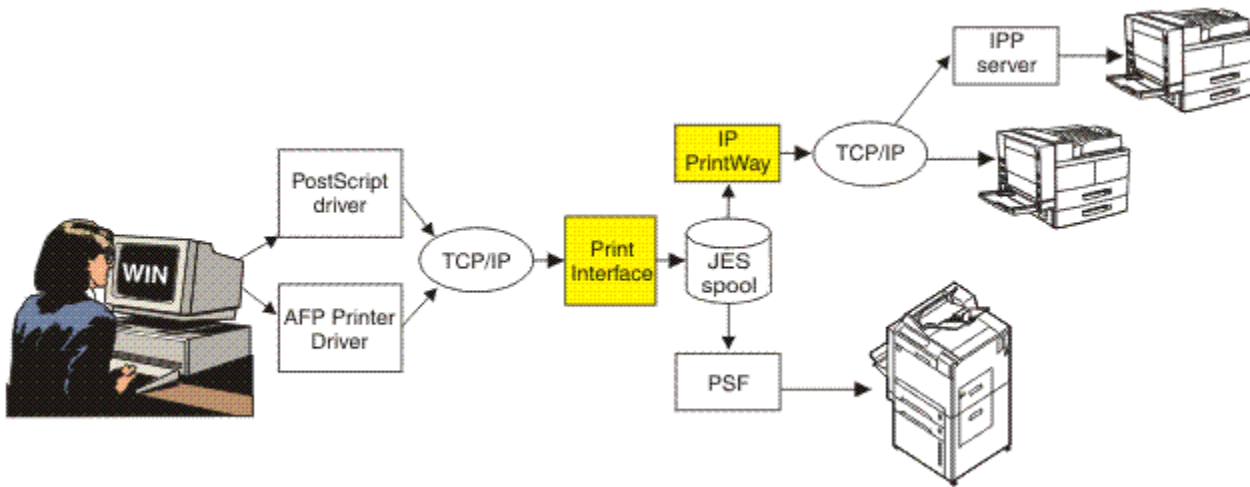 WIN
PostScript
driver
AFP Printer
Driver
TCP/IP
Print
Interface
JES
spool
IP
PrintWay
TCP/IP
IPP
server
PSF